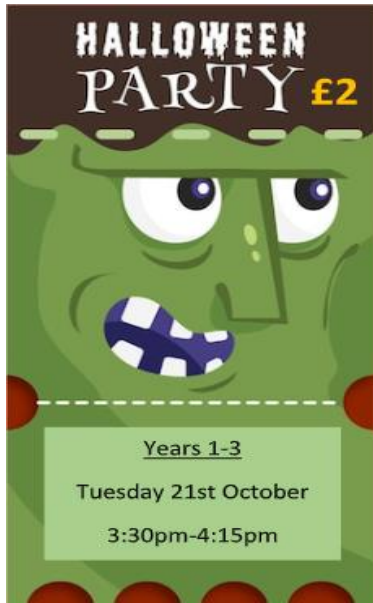 HALLOWEEN
PARTY £2
Years 1-3
Tuesday 21st October
3:30pm-4:15pm